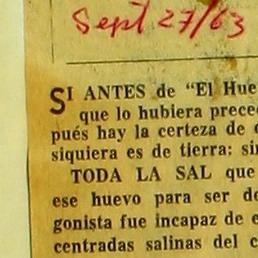 Sept 27/63
SI ANTES de "El Hue
que lo hubiera prece
pués hay la certeza de
siquiera es de tierra: si
TODA LA SAL que
ese huevo para ser d
gonista fue incapaz de e
centradas salinas del c